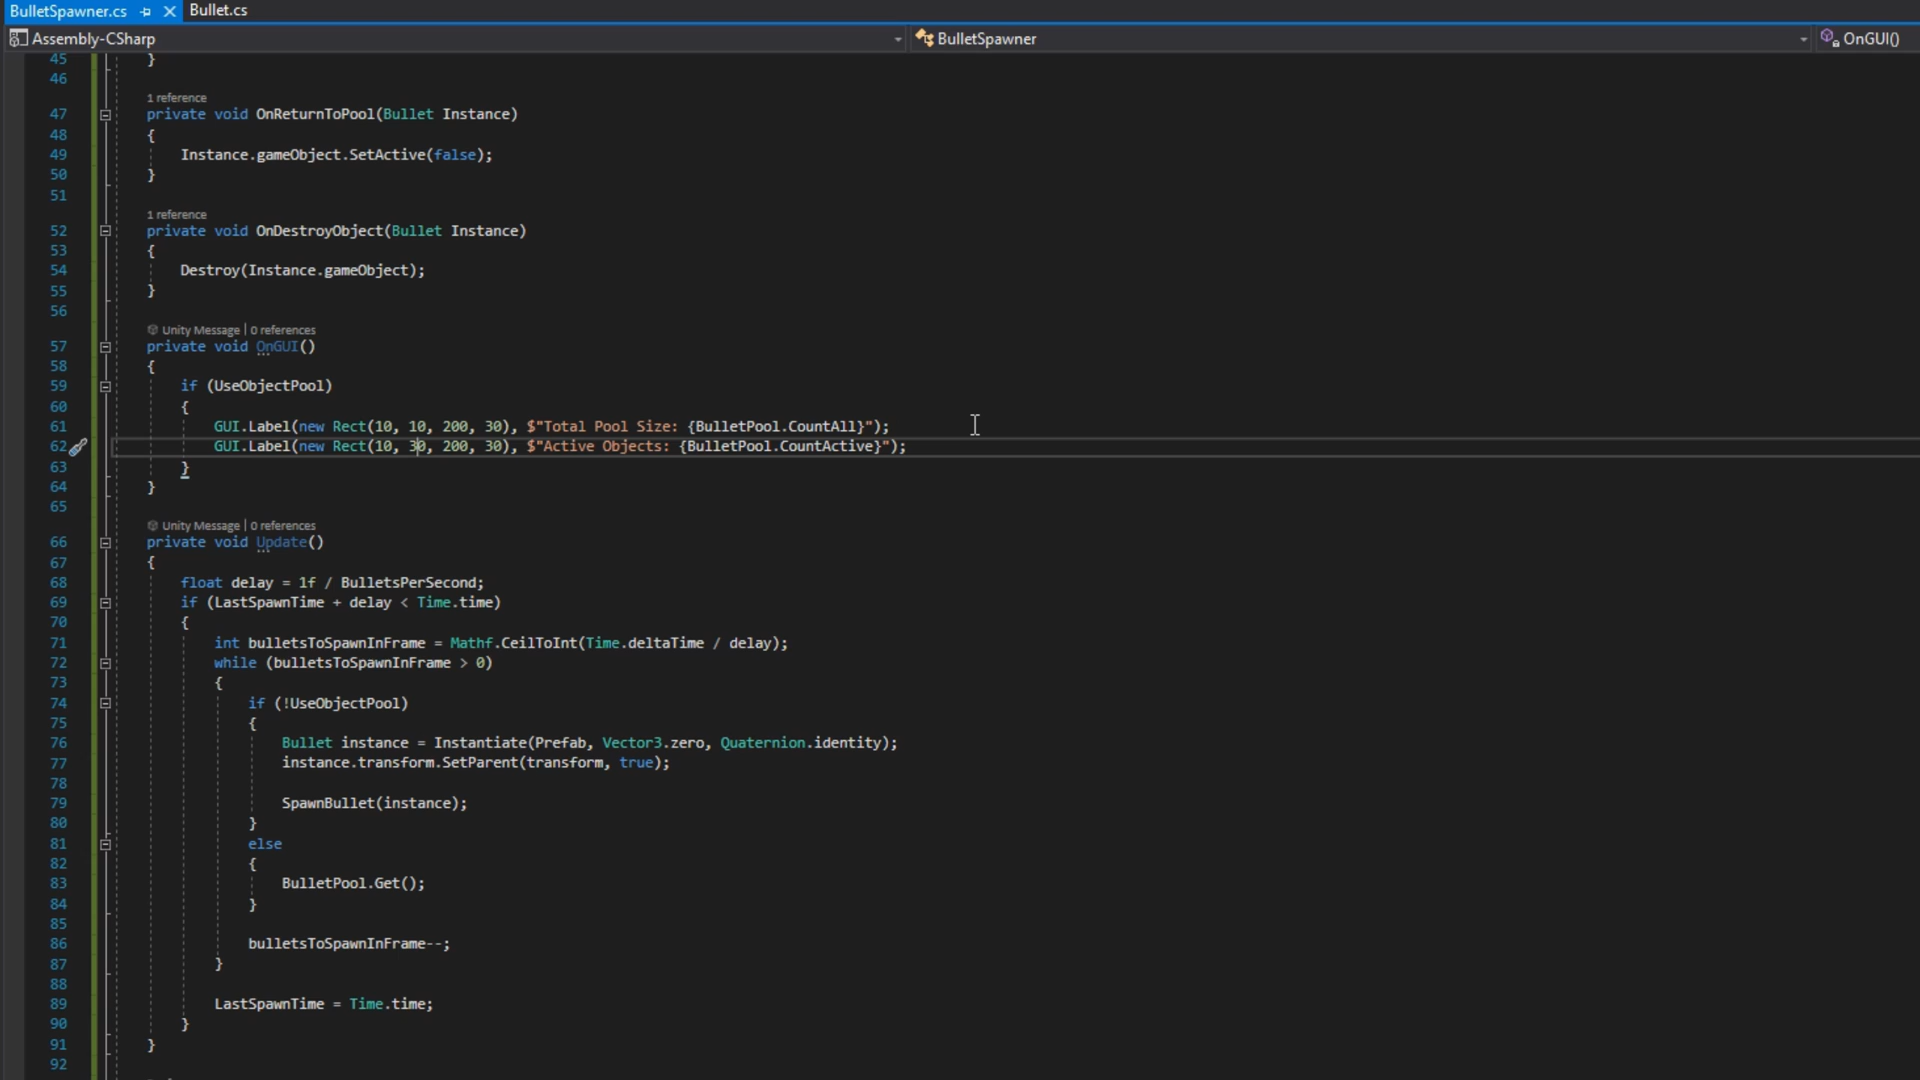 BulletSpawner.cs
Bullet.cs
Assembly-CSharp
BulletSpawner
OnGUI()
45 }
46
1 reference
47 private void OnReturnToPool(Bullet Instance)
48 {
49 Instance.gameObject.SetActive(false);
50 }
51
1 reference
52 private void OnDestroyObject(Bullet Instance)
53 {
54 Destroy(Instance.gameObject);
55 }
56
Unity Message | 0 references
57 private void OnGUI()
58 {
59 if (UseObjectPool)
60 {
61 GUI.Label(new Rect(10, 10, 200, 30), $"Total Pool Size: {BulletPool.CountAll}");
62 GUI.Label(new Rect(10, 30, 200, 30), $"Active Objects: {BulletPool.CountActive}");
63 }
64 }
65
Unity Message | 0 references
66 private void Update()
67 {
68 float delay = 1f / BulletsPerSecond;
69 if (LastSpawnTime + delay < Time.time)
70 {
71 int bulletsToSpawnInFrame = Mathf.CeilToInt(Time.deltaTime / delay);
72 while (bulletsToSpawnInFrame > 0)
73 {
74 if (!UseObjectPool)
75 {
76 Bullet instance = Instantiate(Prefab, Vector3.zero, Quaternion.identity);
77 instance.transform.SetParent(transform, true);
78
79 SpawnBullet(instance);
80 }
81 else
82 {
83 BulletPool.Get();
84 }
85
86 bulletsToSpawnInFrame--;
87 }
88
89 LastSpawnTime = Time.time;
90 }
91 }
92